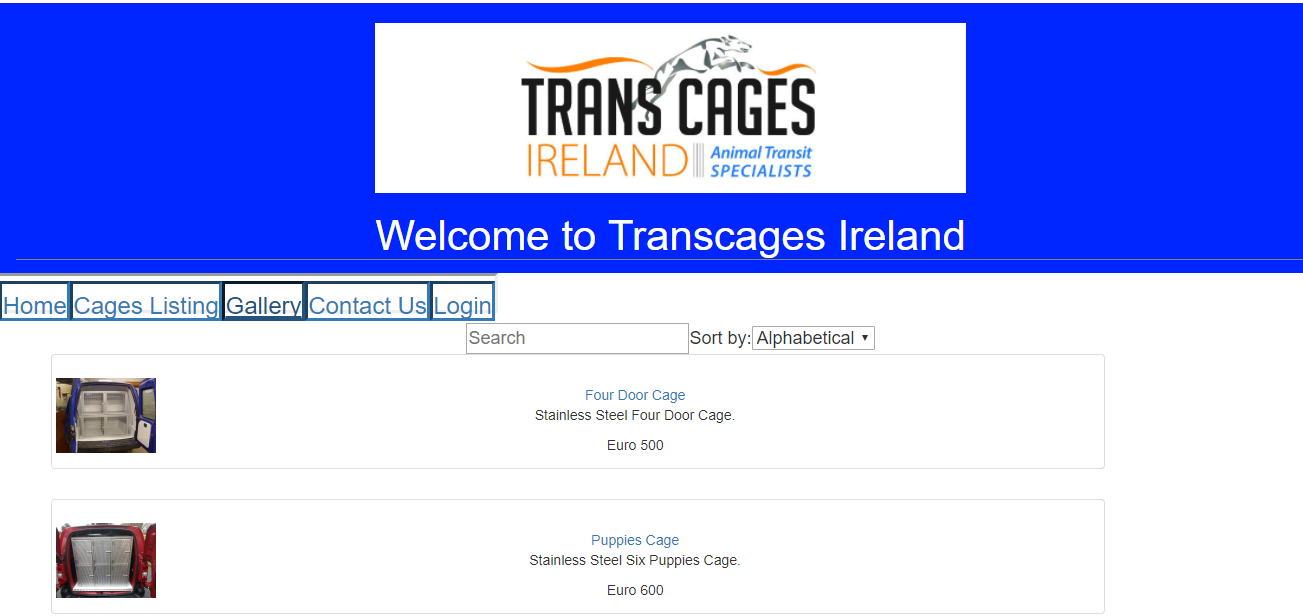 TRANS CAGES
IRELAND Animal Transit
SPECIALISTS
Welcome to Transcages Ireland
Home Cages Listing Gallery Contact Us Login
Search Sort by: Alphabetical
Four Door Cage
Stainless Steel Four Door Cage.
Euro 500
Puppies Cage
Stainless Steel Six Puppies Cage.
Euro 600